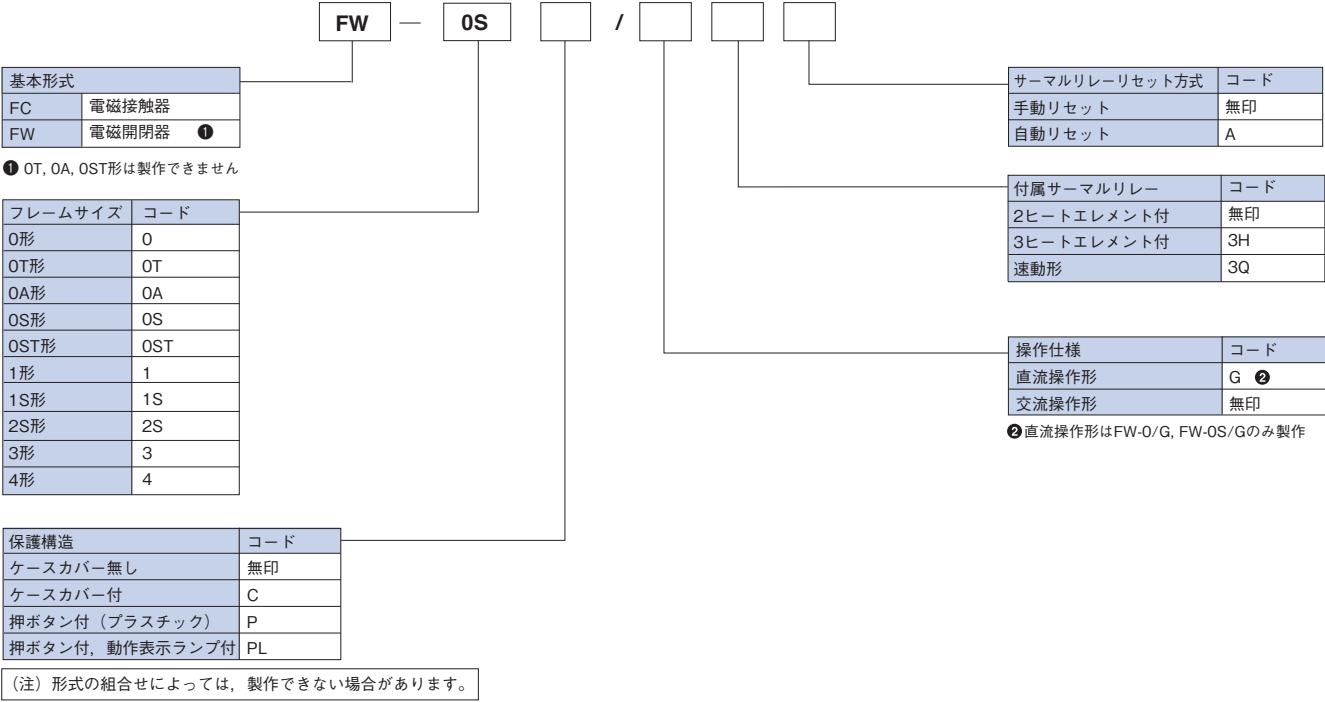 FW — 0S /
基本形式
FC 電磁接触器
FW 電磁開閉器 ❶
❶ 0T, 0A, 0ST形は製作できません
フレームサイズ コード
0形 0
0T形 0T
0A形 0A
0S形 0S
0ST形 0ST
1形 1
1S形 1S
2S形 2S
3形 3
4形 4
保護構造 コード
ケースカバー無し 無印
ケースカバー付 C
押ボタン付（プラスチック） P
押ボタン付，動作表示ランプ付 PL
（注）形式の組合せによっては，製作できない場合があります。
サーマルリレーリセット方式 コード
手動リセット 無印
自動リセット A
付属サーマルリレー コード
2ヒートエレメント付 無印
3ヒートエレメント付 3H
速動形 3Q
操作仕様 コード
直流操作形 G ❷
交流操作形 無印
❷直流操作形はFW-0/G, FW-0S/Gのみ製作